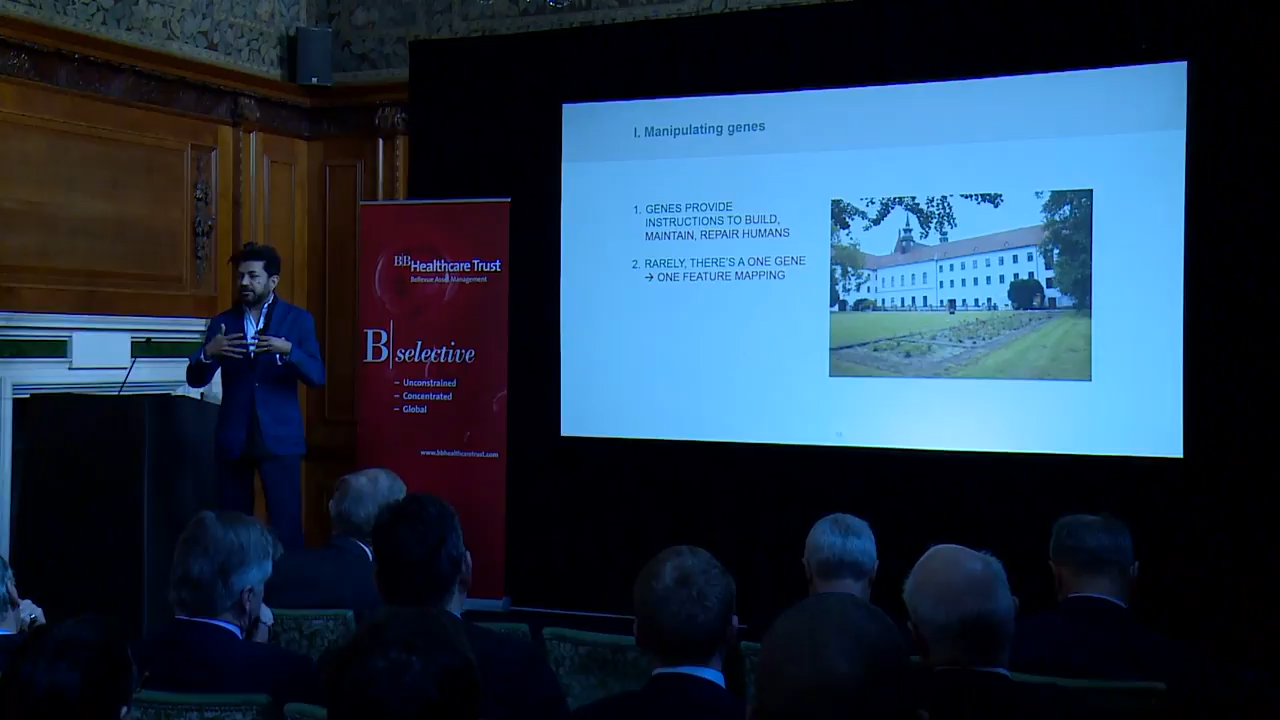 I. Manipulating genes
1. GENES PROVIDE
INSTRUCTIONS TO BUILD,
MAINTAIN, REPAIR HUMANS
2. RARELY, THERE'S A ONE GENE
→ ONE FEATURE MAPPING
BB Healthcare Trust
Bellevue Asset Management
B|selective
– Unconstrained
– Concentrated
– Global
www.bbhealthcaretrust.com